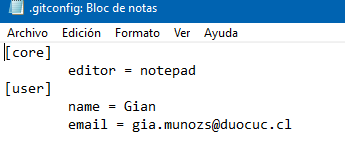 .gitconfig: Bloc de notas
Archivo Edición Formato Ver Ayuda
[core]
editor = notepad
[user]
name = Gian
email = gia.munozs@duocuc.cl